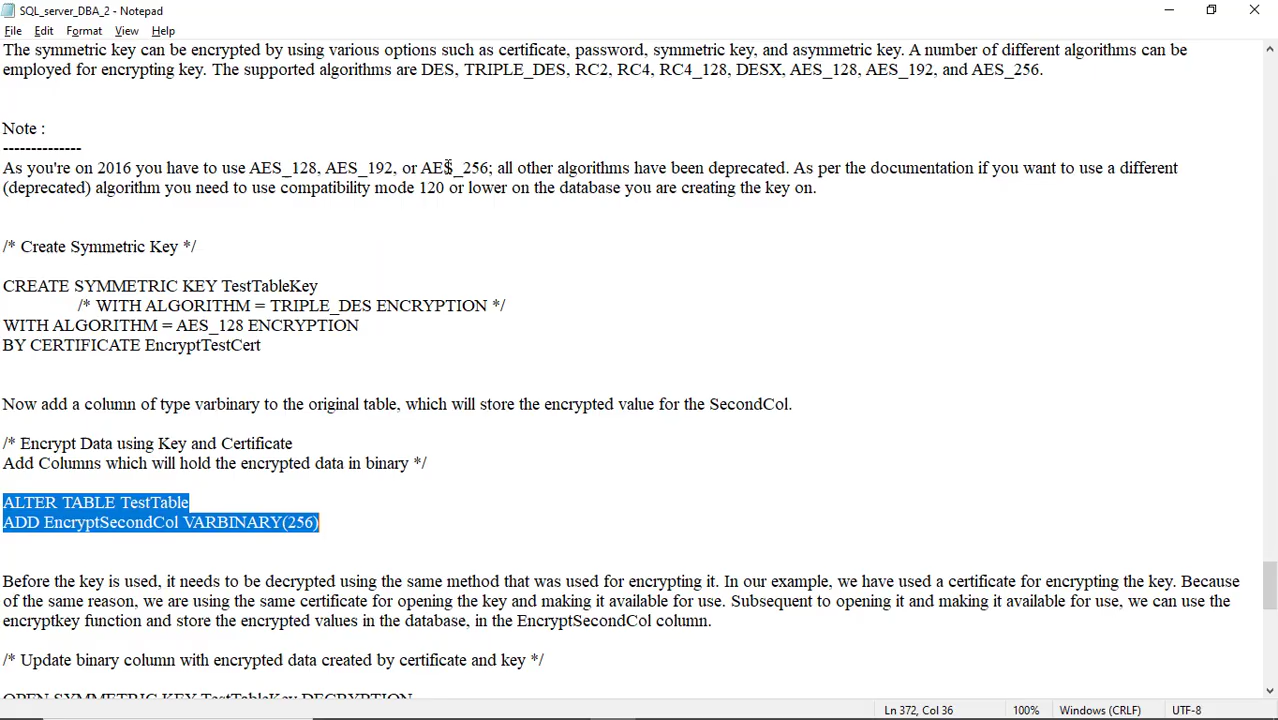 SQL_server_DBA_2 - Notepad
File Edit Format View Help
The symmetric key can be encrypted by using various options such as certificate, password, symmetric key, and asymmetric key. A number of different algorithms can be
employed for encrypting key. The supported algorithms are DES, TRIPLE_DES, RC2, RC4, RC4_128, DESX, AES_128, AES_192, and AES_256.
Note :
--------------
As you're on 2016 you have to use AES_128, AES_192, or AES_256; all other algorithms have been deprecated. As per the documentation if you want to use a different
(deprecated) algorithm you need to use compatibility mode 120 or lower on the database you are creating the key on.
/* Create Symmetric Key */
CREATE SYMMETRIC KEY TestTableKey
/* WITH ALGORITHM = TRIPLE_DES ENCRYPTION */
WITH ALGORITHM = AES_128 ENCRYPTION
BY CERTIFICATE EncryptTestCert
Now add a column of type varbinary to the original table, which will store the encrypted value for the SecondCol.
/* Encrypt Data using Key and Certificate
Add Columns which will hold the encrypted data in binary */
ALTER TABLE TestTable
ADD EncryptSecondCol VARBINARY(256)
Before the key is used, it needs to be decrypted using the same method that was used for encrypting it. In our example, we have used a certificate for encrypting the key. Because
of the same reason, we are using the same certificate for opening the key and making it available for use. Subsequent to opening it and making it available for use, we can use the
encryptkey function and store the encrypted values in the database, in the EncryptSecondCol column.
/* Update binary column with encrypted data created by certificate and key */
OPEN SYMMETRIC KEY TestTableKey DECRYPTION
Ln 372, Col 36 100% Windows (CRLF) UTF-8